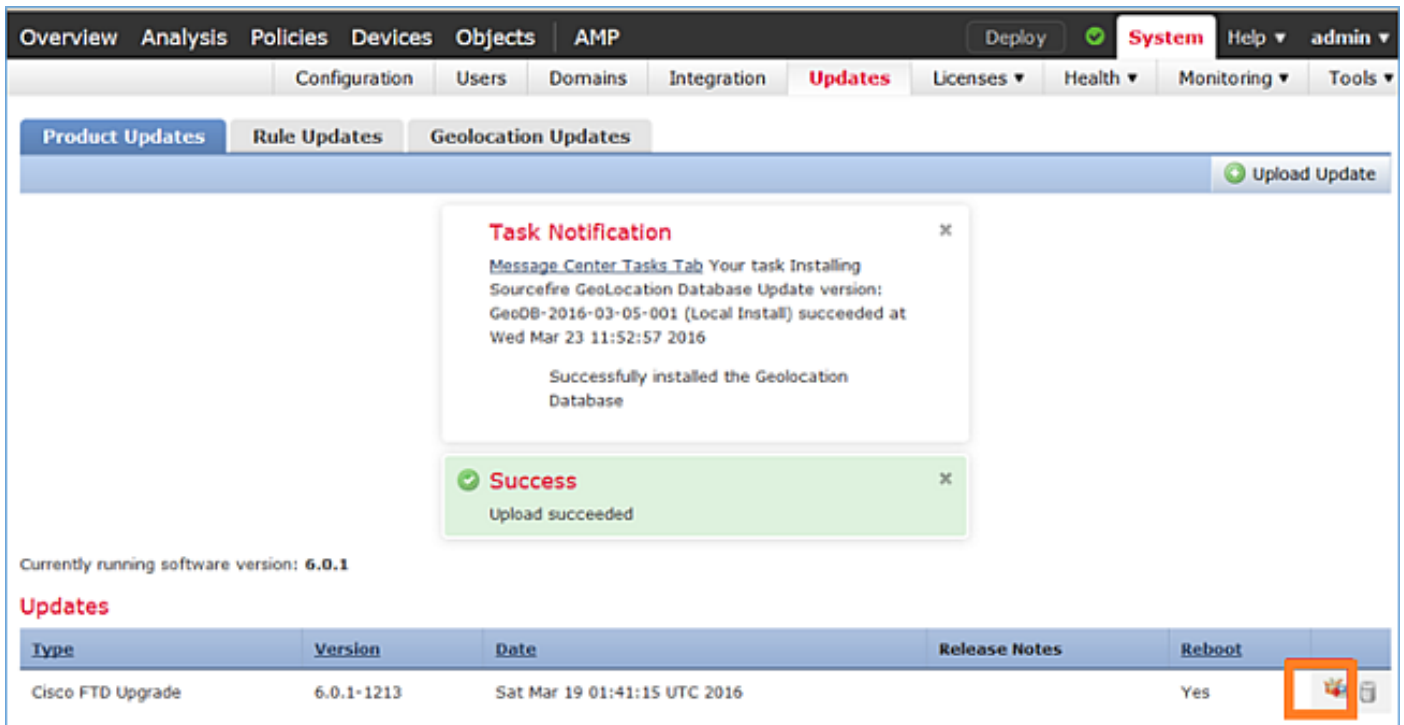 Overview Analysis Policies Devices Objects AMP Deploy System Help ▾ admin ▾
Configuration Users Domains Integration Updates Licenses ▾ Health ▾ Monitoring ▾ Tools ▾
Product Updates Rule Updates Geolocation Updates
Upload Update
Task Notification
Message Center Tasks Tab Your task Installing
Sourcefire GeoLocation Database Update version:
GeoDB-2016-03-05-001 (Local Install) succeeded at
Wed Mar 23 11:52:57 2016
Successfully installed the Geolocation
Database
Success
Upload succeeded
Currently running software version: 6.0.1
Updates
Type Version Date Release Notes Reboot
Cisco FTD Upgrade 6.0.1-1213 Sat Mar 19 01:41:15 UTC 2016 Yes